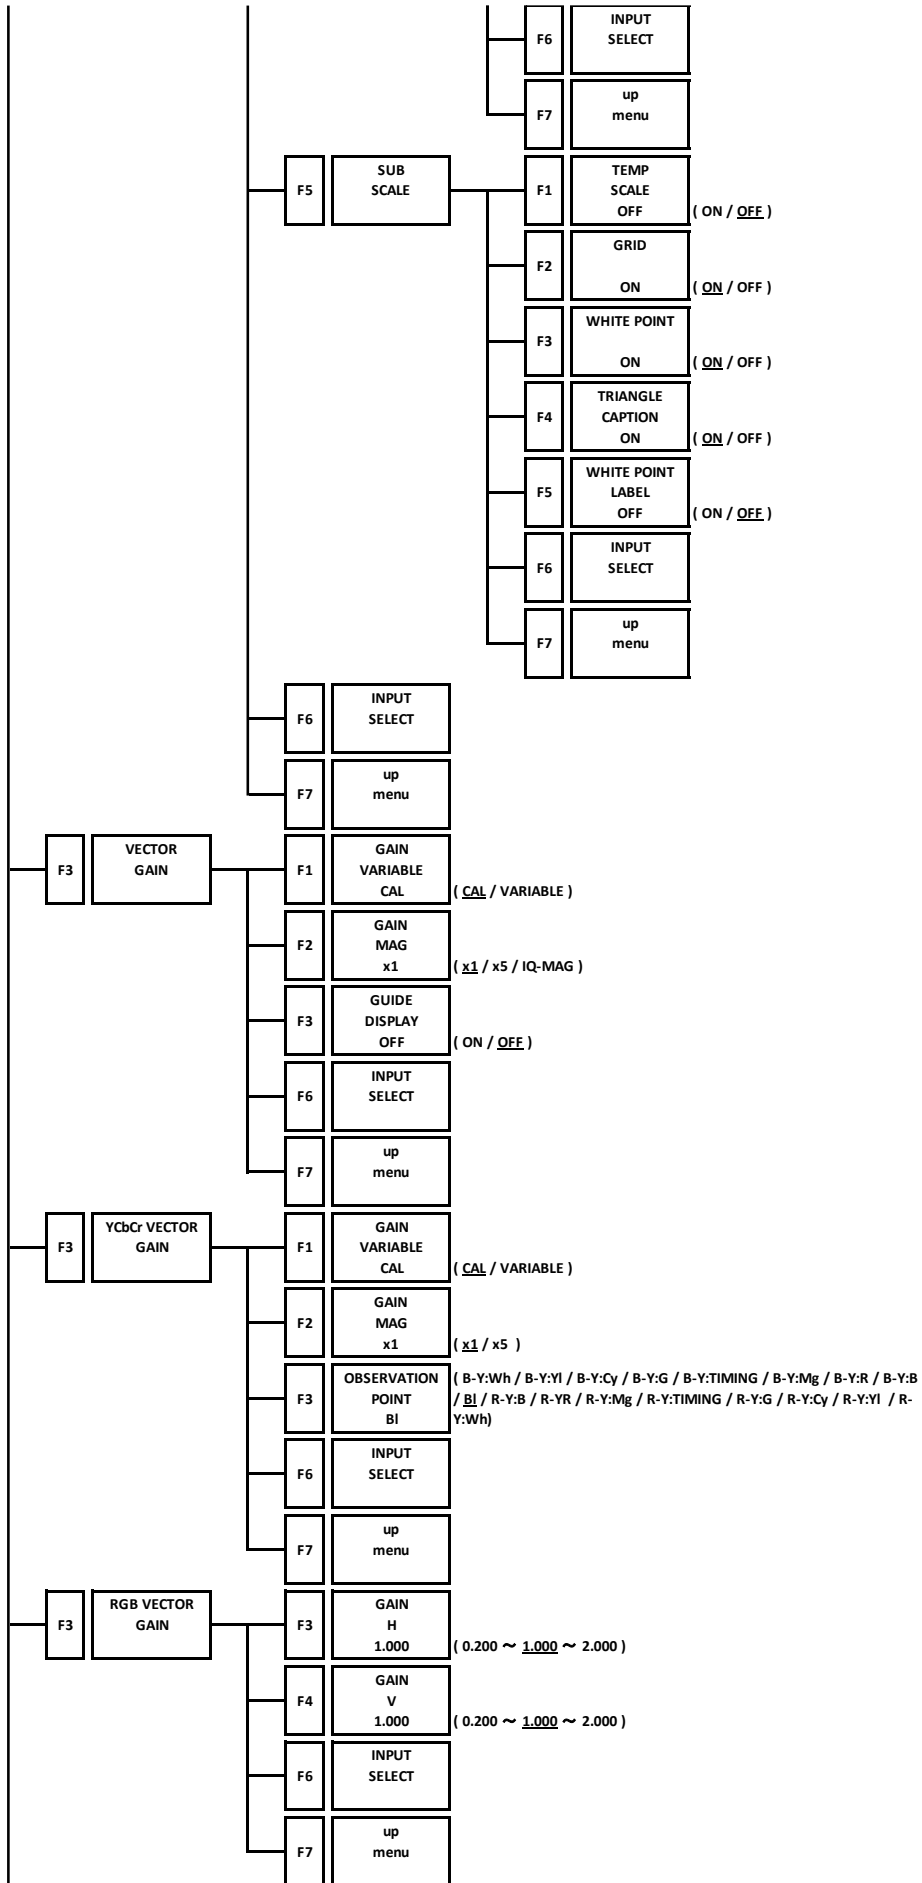 F6
INPUT
SELECT
F7
up
menu
F5
SUB
SCALE
F1
TEMP
SCALE
OFF
( ON / OFF )
F2
GRID
ON
( ON / OFF )
F3
WHITE POINT
ON
( ON / OFF )
F4
TRIANGLE
CAPTION
ON
( ON / OFF )
F5
WHITE POINT
LABEL
OFF
( ON / OFF )
F6
INPUT
SELECT
F7
up
menu
F6
INPUT
SELECT
F7
up
menu
F3
VECTOR
GAIN
F1
GAIN
VARIABLE
CAL
( CAL / VARIABLE )
F2
GAIN
MAG
x1
( x1 / x5 / IQ-MAG )
F3
GUIDE
DISPLAY
OFF
( ON / OFF )
F6
INPUT
SELECT
F7
up
menu
F3
YCbCr VECTOR
GAIN
F1
GAIN
VARIABLE
CAL
( CAL / VARIABLE )
F2
GAIN
MAG
x1
( x1 / x5 )
F3
OBSERVATION
POINT
Bl
( B-Y:Wh / B-Y:Yl / B-Y:Cy / B-Y:G / B-Y:TIMING / B-Y:Mg / B-Y:R / B-Y:B
/ Bl / R-Y:B / R-YR / R-Y:Mg / R-Y:TIMING / R-Y:G / R-Y:Cy / R-Y:Yl / R-
Y:Wh)
F6
INPUT
SELECT
F7
up
menu
F3
RGB VECTOR
GAIN
F3
GAIN
H
1.000
( 0.200 ～ 1.000 ～ 2.000 )
F4
GAIN
V
1.000
( 0.200 ～ 1.000 ～ 2.000 )
F6
INPUT
SELECT
F7
up
menu